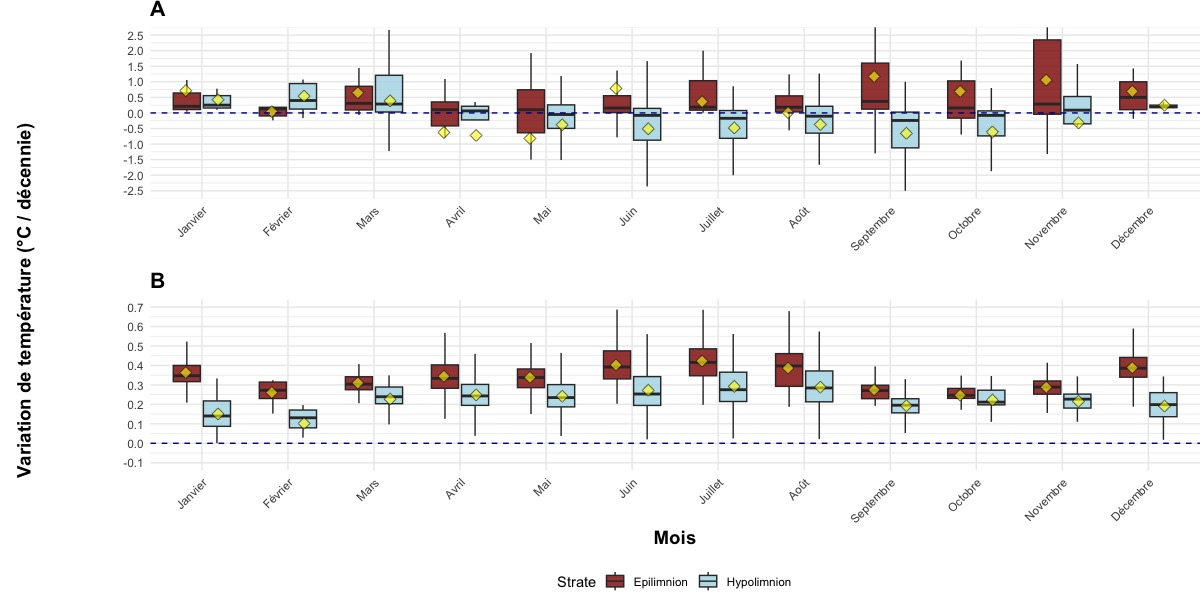 A
2.5
2.0
1.5
1.0
0.5
0.0
-0.5
-1.0
-1.5
-2.0
-2.5
Janvier
Février
Mars
Avril
Mai
Juin
Juillet
Août
Septembre
Octobre
Novembre
Décembre
Variation de température (°C / décennie)
B
0.7
0.6
0.5
0.4
0.3
0.2
0.1
0.0
-0.1
Janvier
Février
Mars
Avril
Mai
Juin
Juillet
Août
Septembre
Octobre
Novembre
Décembre
Mois
Strate Epilimnion Hypolimnion